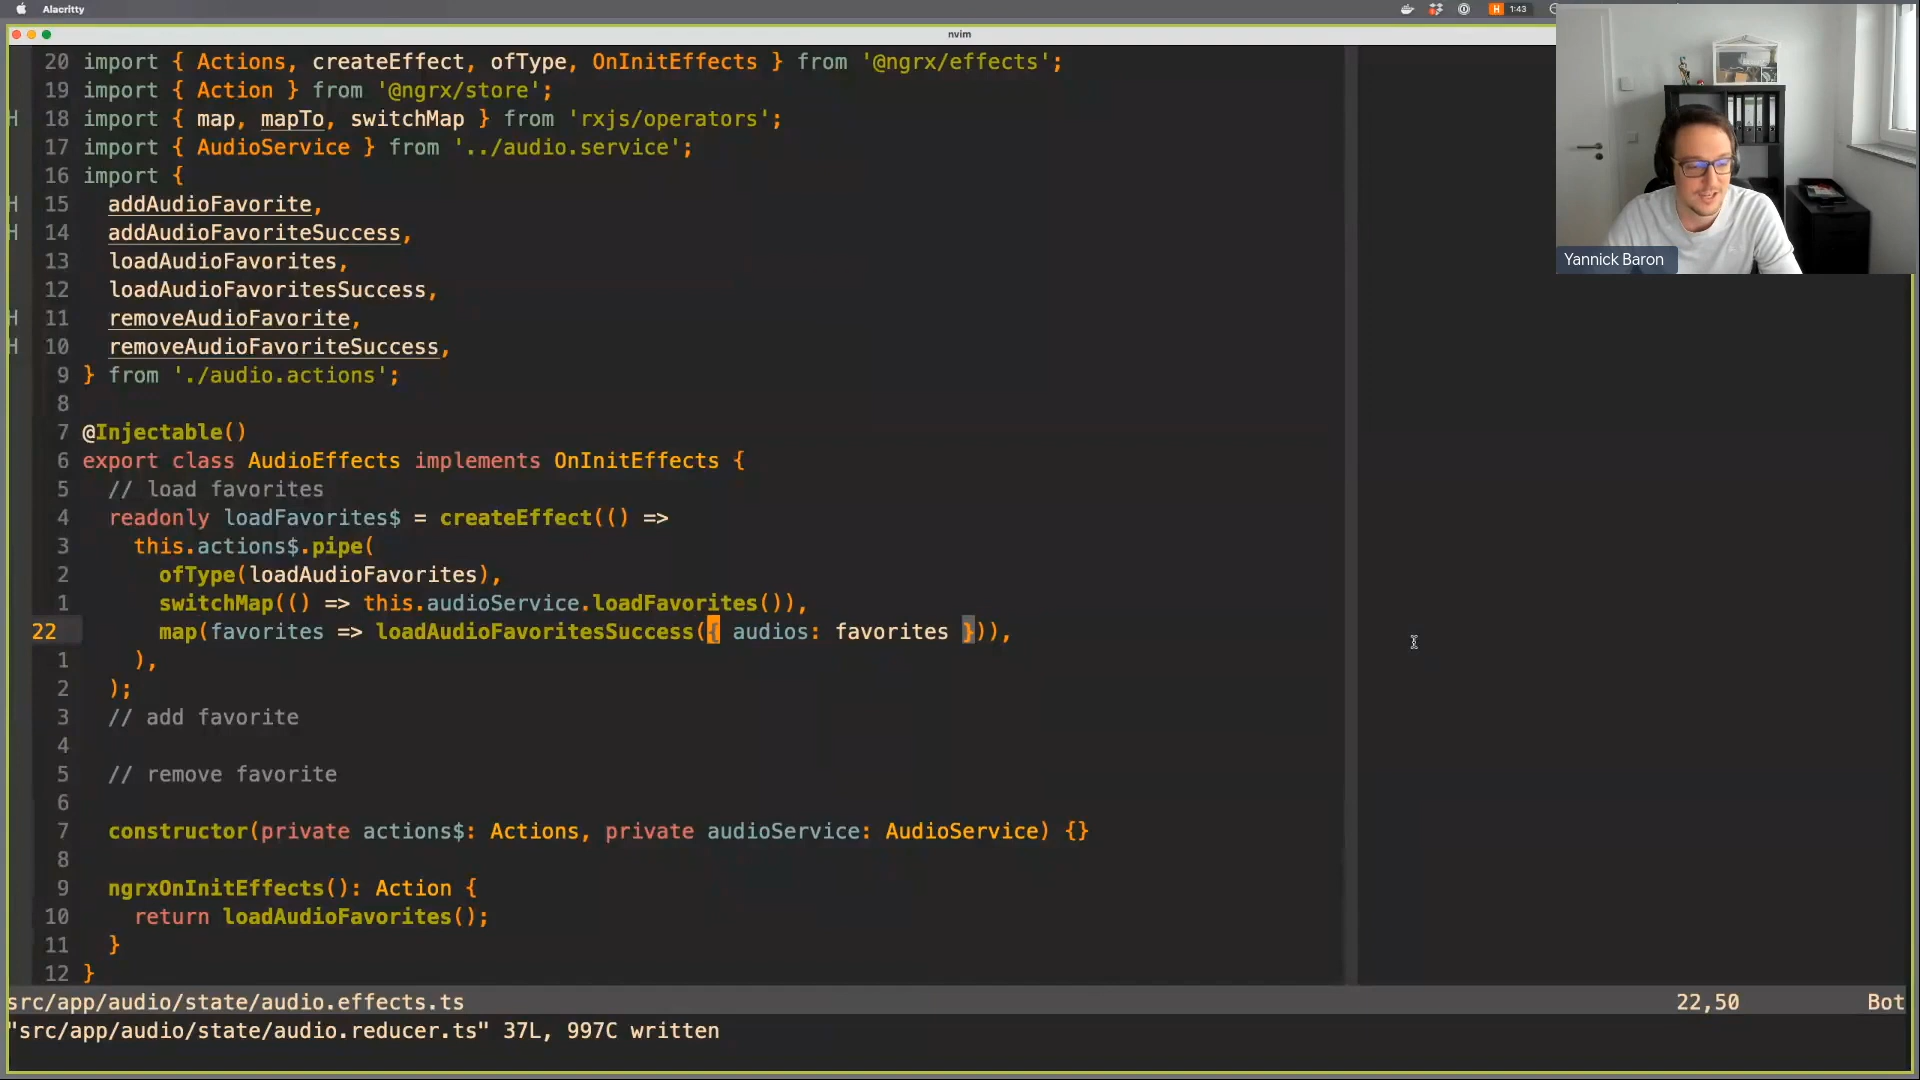 Alacritty
H 1:43
nvim
20 import { Actions, createEffect, ofType, OnInitEffects } from '@ngrx/effects';
19 import { Action } from '@ngrx/store';
H 18 import { map, mapTo, switchMap } from 'rxjs/operators';
17 import { AudioService } from '../audio.service';
16 import {
H 15 addAudioFavorite,
H 14 addAudioFavoriteSuccess,
13 loadAudioFavorites,
12 loadAudioFavoritesSuccess,
H 11 removeAudioFavorite,
H 10 removeAudioFavoriteSuccess,
9 } from './audio.actions';
8
7 @Injectable()
6 export class AudioEffects implements OnInitEffects {
5 // load favorites
4 readonly loadFavorites$ = createEffect(() =>
3 this.actions$.pipe(
2 ofType(loadAudioFavorites),
1 switchMap(() => this.audioService.loadFavorites()),
22 map(favorites => loadAudioFavoritesSuccess({ audios: favorites })),
1 ),
2 );
3 // add favorite
4
5 // remove favorite
6
7 constructor(private actions$: Actions, private audioService: AudioService) {}
8
9 ngrxOnInitEffects(): Action {
10 return loadAudioFavorites();
11 }
12 }
src/app/audio/state/audio.effects.ts 22,50 Bot
"src/app/audio/state/audio.reducer.ts" 37L, 997C written
Yannick Baron